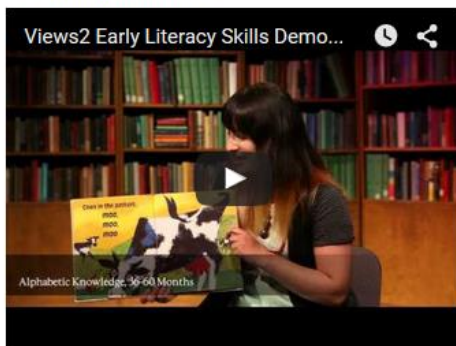 Views2 Early Literacy Skills Demo...
Cows in the pasture,
moo,
moo,
moo
Alphabetic Knowledge, 36-60 Months